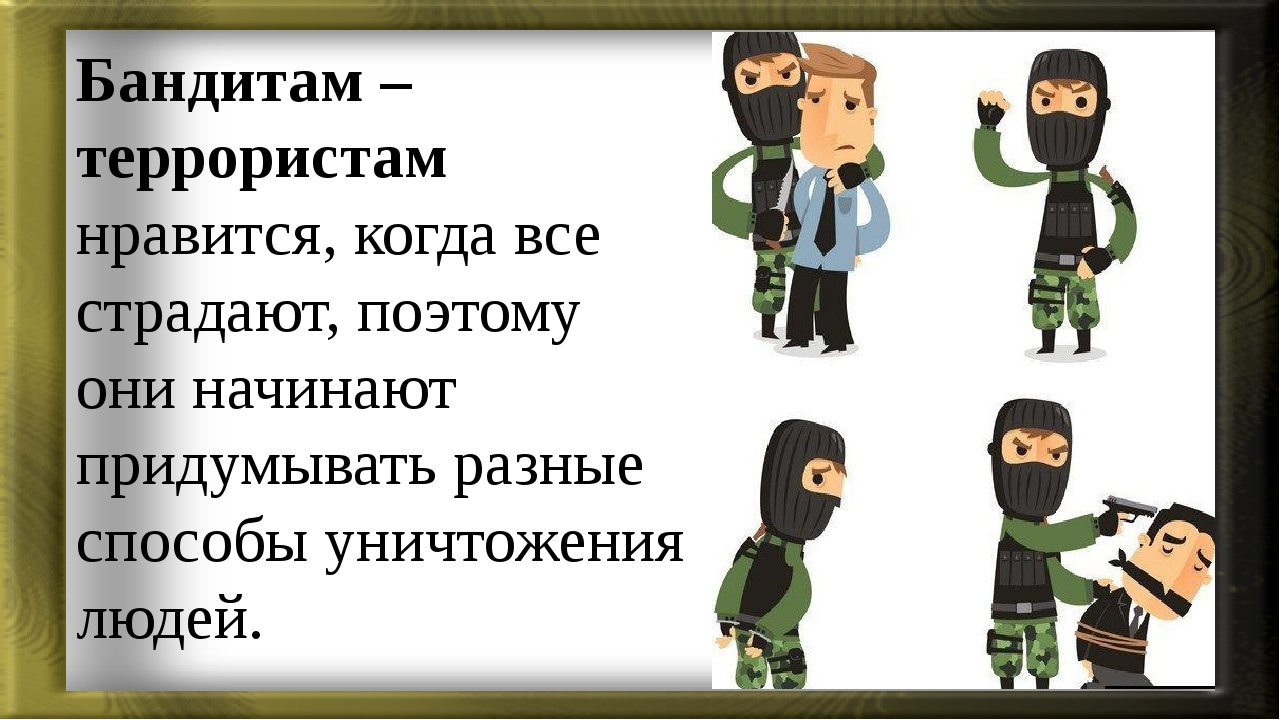 Бандитам –
террористам
нравится, когда все
страдают, поэтому
они начинают
придумывать разные
способы уничтожения
людей.